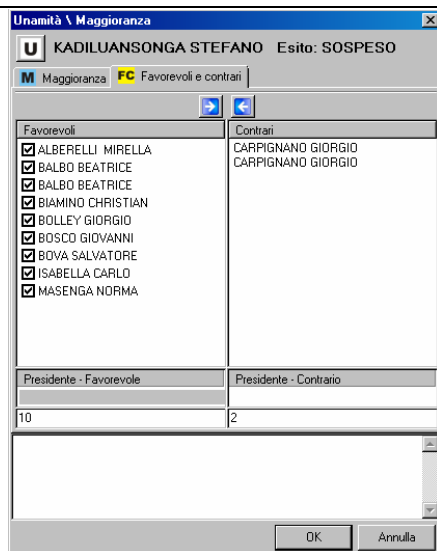 Unamità \ Maggioranza
U KADILUANSONGA STEFANO Esito: SOSPESO
M Maggioranza FC Favorevoli e contrari
Favorevoli Contrari
ALBERELLI MIRELLA CARPIGNANO GIORGIO
BALBO BEATRICE CARPIGNANO GIORGIO
BALBO BEATRICE
BIAMINO CHRISTIAN
BOLLEY GIORGIO
BOSCO GIOVANNI
BOVA SALVATORE
ISABELLA CARLO
MASENGA NORMA
Presidente - Favorevole Presidente - Contrario
10 2
OK Annulla